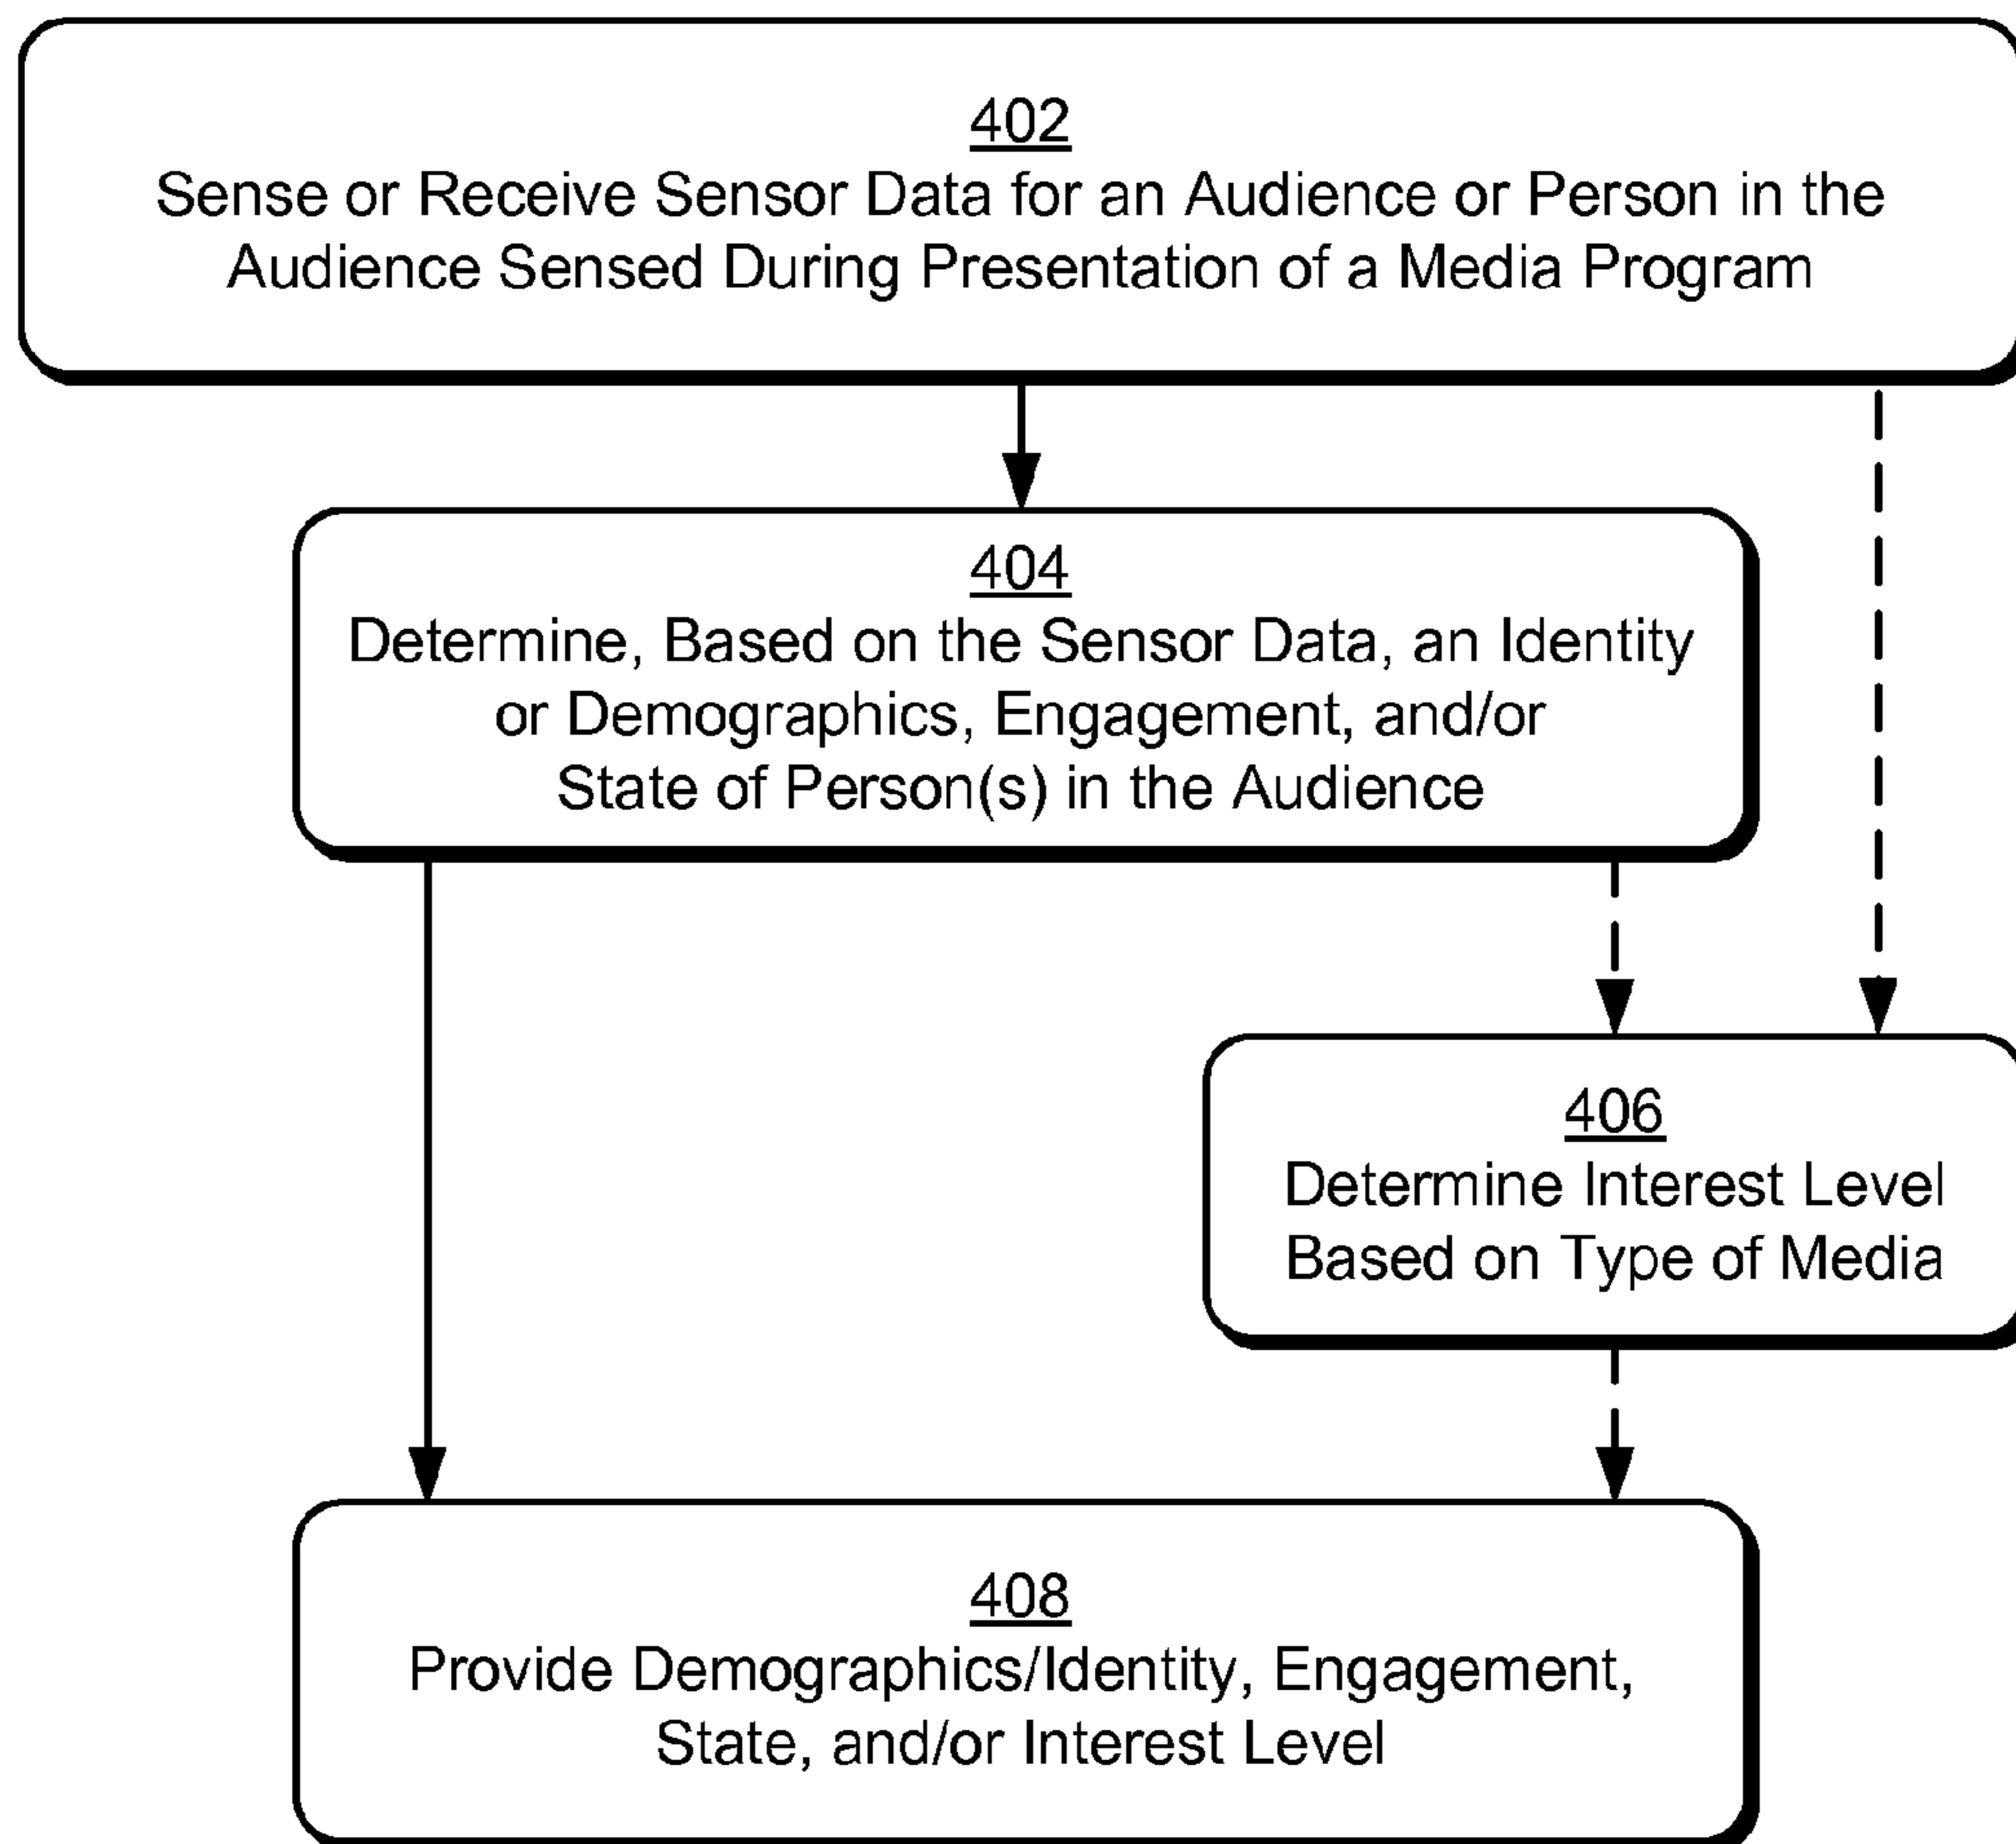 402
Sense or Receive Sensor Data for an Audience or Person in the
Audience Sensed During Presentation of a Media Program
404
Determine, Based on the Sensor Data, an Identity
or Demographics, Engagement, and/or
State of Person(s) in the Audience
406
Determine Interest Level
Based on Type of Media
408
Provide Demographics/Identity, Engagement,
State, and/or Interest Level